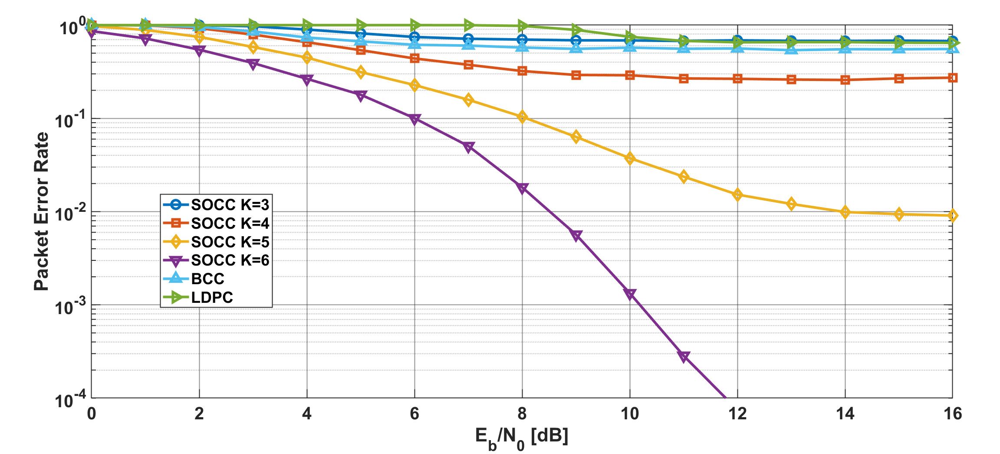 10^0
10^-1
10^-2
10^-3
10^-4
Packet Error Rate
SOCC K=3
SOCC K=4
SOCC K=5
SOCC K=6
BCC
LDPC
0 2 4 6 8 10 12 14 16
E_b/N_0 [dB]